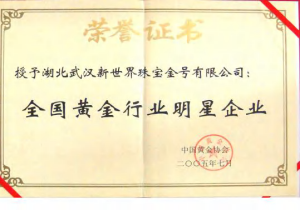 荣誉证书
授予湖北武汉新世界珠宝金号有限公司：
全国黄金行业明星企业
中国黄金协会
二〇〇五年七月